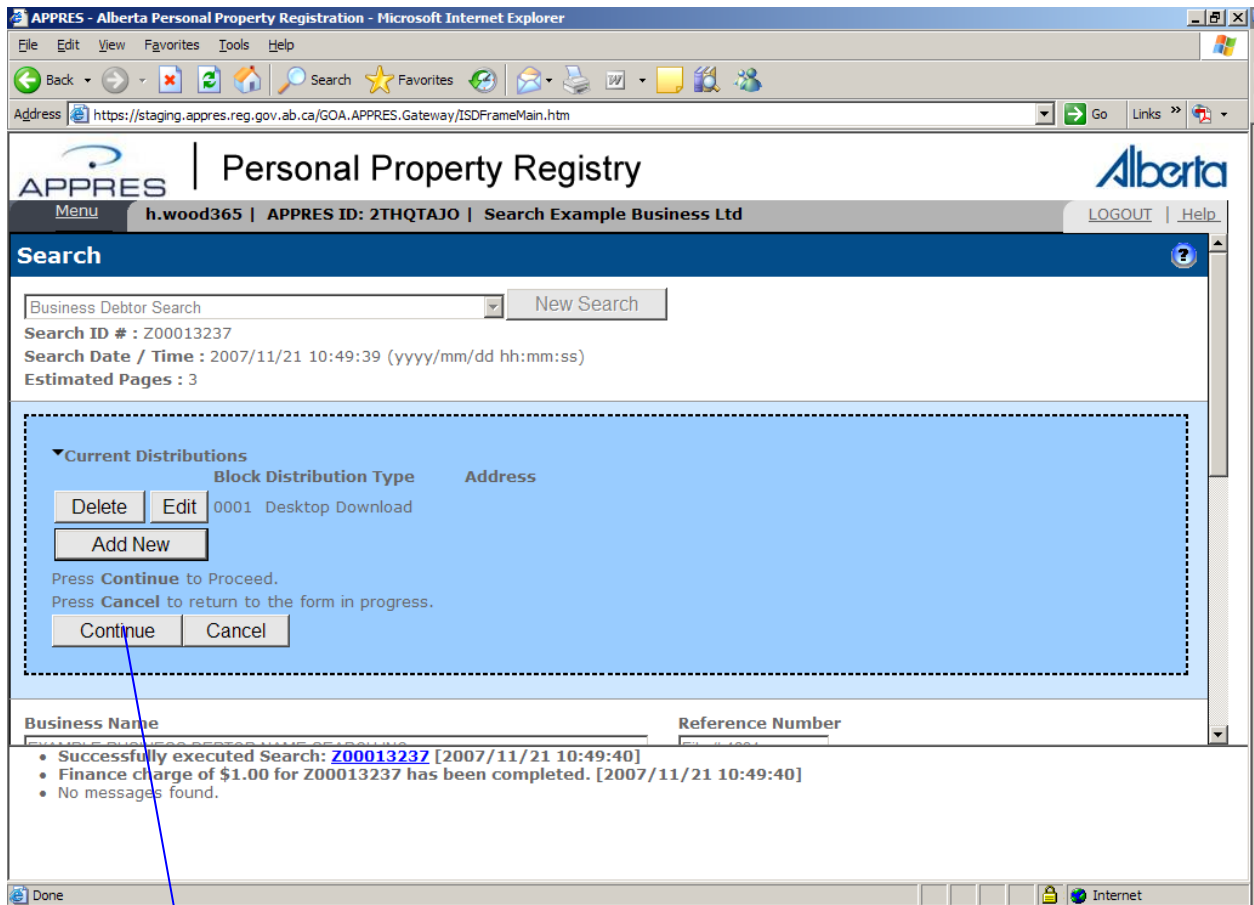 APPRES - Alberta Personal Property Registration - Microsoft Internet Explorer
File Edit View Favorites Tools Help
Back Search Favorites
Address https://staging.appres.reg.gov.ab.ca/GOA.APPRES.Gateway/ISDFrameMain.htm Go Links »
APPRES Personal Property Registry Alberta
Menu h.wood365 | APPRES ID: 2THQTAJO | Search Example Business Ltd LOGOUT | Help
Search ?
Business Debtor Search New Search
Search ID # : Z00013237
Search Date / Time : 2007/11/21 10:49:39 (yyyy/mm/dd hh:mm:ss)
Estimated Pages : 3
Current Distributions
Block Distribution Type Address
Delete Edit 0001 Desktop Download
Add New
Press Continue to Proceed.
Press Cancel to return to the form in progress.
Continue Cancel
Business Name Reference Number
EXAMPLE BUSINESS DEBTOR NAME SEARCH INC
• Successfully executed Search: Z00013237 [2007/11/21 10:49:40]
• Finance charge of $1.00 for Z00013237 has been completed. [2007/11/21 10:49:40]
• No messages found.
Done Internet